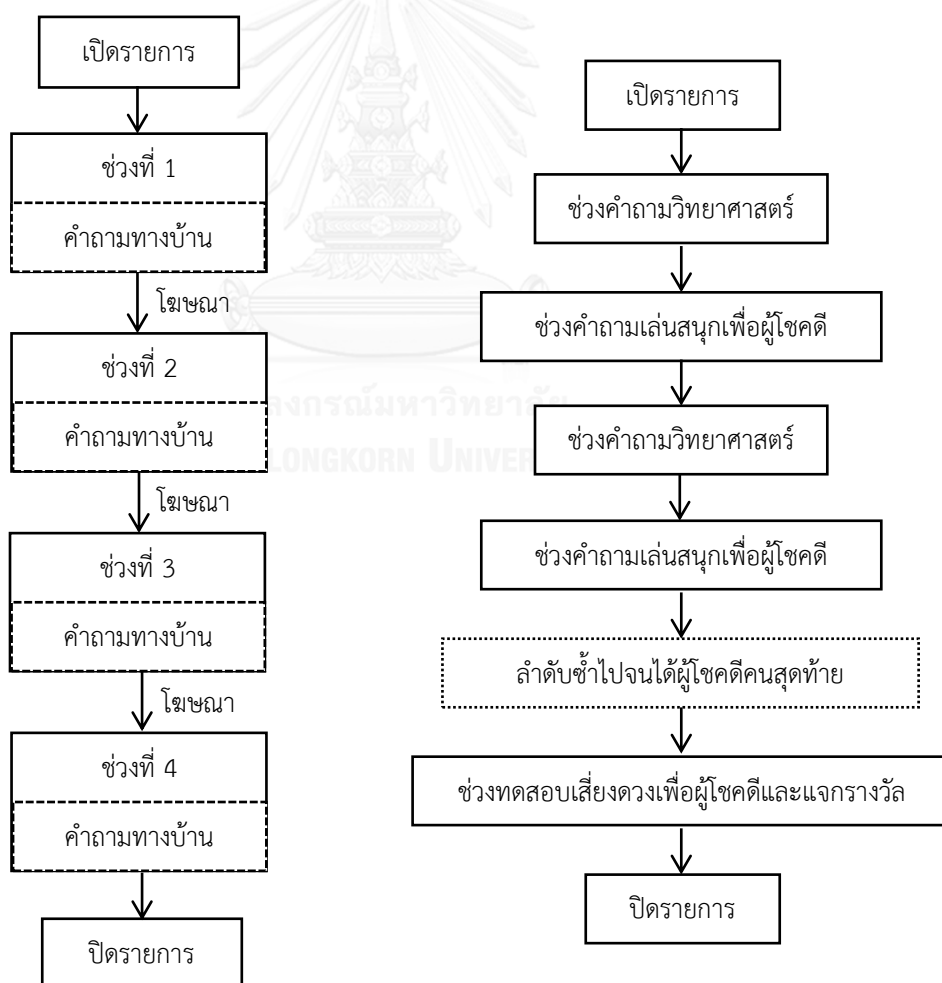 เปิดรายการ
ช่วงที่ 1
คำถามทางบ้าน
โฆษณา
ช่วงที่ 2
คำถามทางบ้าน
โฆษณา
ช่วงที่ 3
คำถามทางบ้าน
โฆษณา
ช่วงที่ 4
คำถามทางบ้าน
ปิดรายการ
เปิดรายการ
ช่วงคำถามวิทยาศาสตร์
ช่วงคำถามเล่นสนุกเพื่อผู้โชคดี
ช่วงคำถามวิทยาศาสตร์
ช่วงคำถามเล่นสนุกเพื่อผู้โชคดี
ลำดับซ้ำไปจนได้ผู้โชคดีคนสุดท้าย
ช่วงทดสอบเสี่ยงดวงเพื่อผู้โชคดีและแจกรางวัล
ปิดรายการ